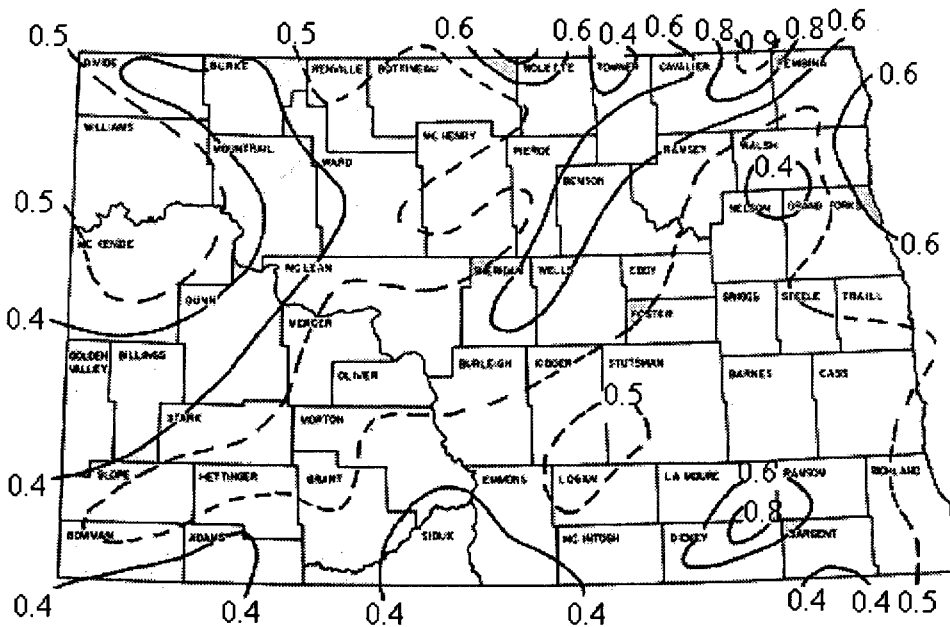 0.5 0.5 0.6 0.6 0.4 0.6 0.8 0.9 0.8 0.6
DIVIDE BURKE RENVILLE BOTTINEAU ROLETTE TOWNER CAVALIER PEMBINA
0.6
WILLIAMS MOUNTRAIL WARD MC HENRY PIERCE RAMSEY WALSH
BENSON 0.4
0.5 NELSON GRAND FORKS
MC KENZIE 0.6
MC LEAN SHERIDAN WELLS EDDY
DUNN GRIGGS STEELE TRAILL
0.4 MERCER FOSTER
GOLDEN VALLEY BILLINGS OLIVER BURLEIGH KIDDER STUTSMAN BARNES CASS
STARK MORTON 0.5
0.4 SLOPE HETTINGER GRANT EMMONS LOGAN LA MOURE 0.6 RANSOM RICHLAND
0.8
BOWMAN ADAMS SIOUX MC INTOSH DICKEY SARGENT
0.4 0.4 0.4 0.4 0.4 0.4 0.5